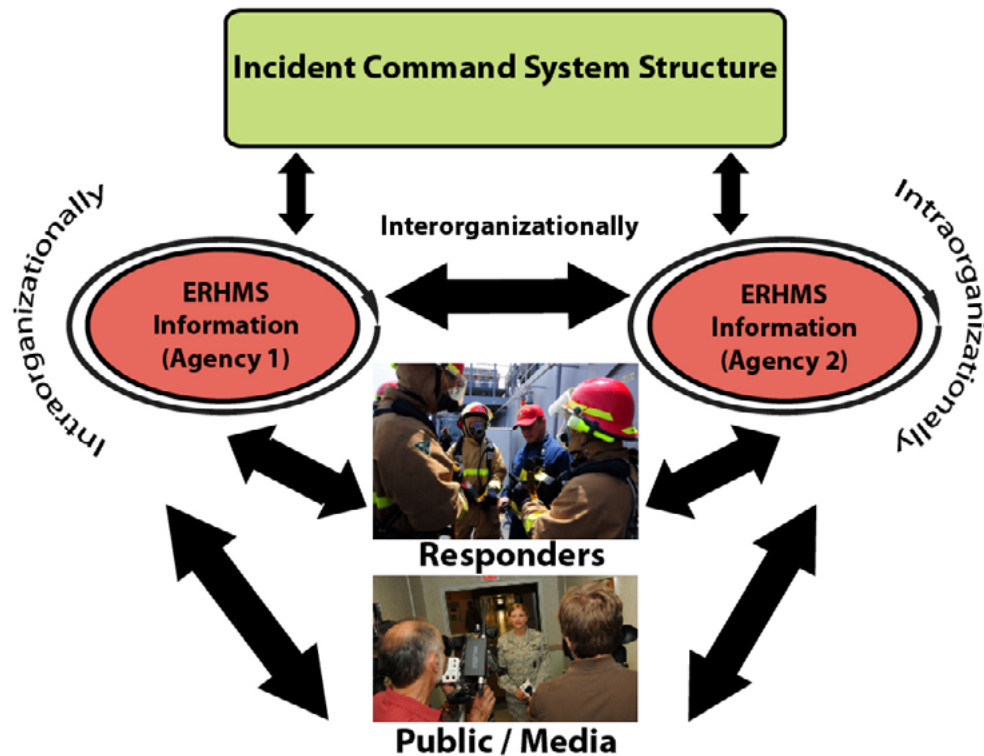 Incident Command System Structure
Interorganizationally
Intraorganizationally
Intraorganizationally
ERHMS
Information
(Agency 1)
ERHMS
Information
(Agency 2)
Responders
Public / Media